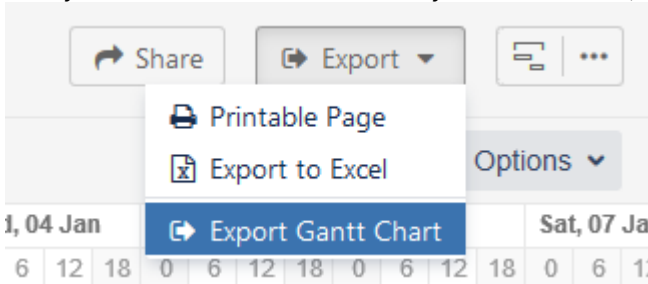 Share
Export
Printable Page
Export to Excel
Options
Export Gantt Chart
04 Jan
Sat, 07 Ja
6 12 18 0 6 12 18 0 6 12 18 0 6